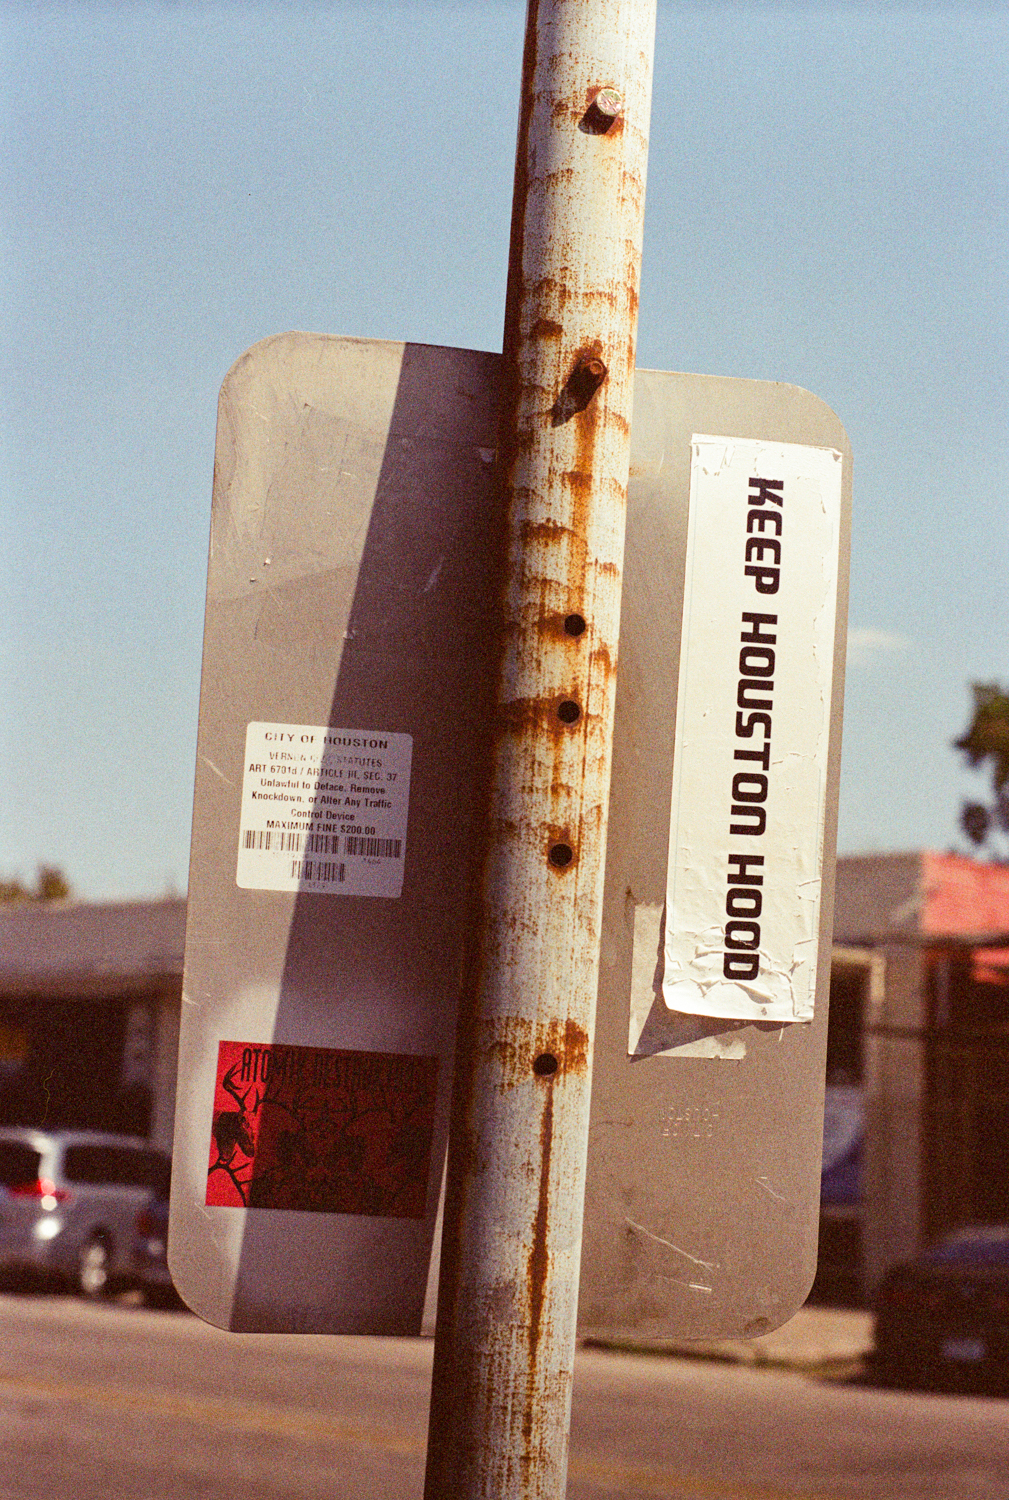 CITY OF HOUSTON
STATUTES
ART 6701d / ARTICLE III, SEC. 37
Unlawful to Deface, Remove
Knockdown, or Alter Any Traffic
Control Device
MAXIMUM FINE $200.00
KEEP HOUSTON HOOD